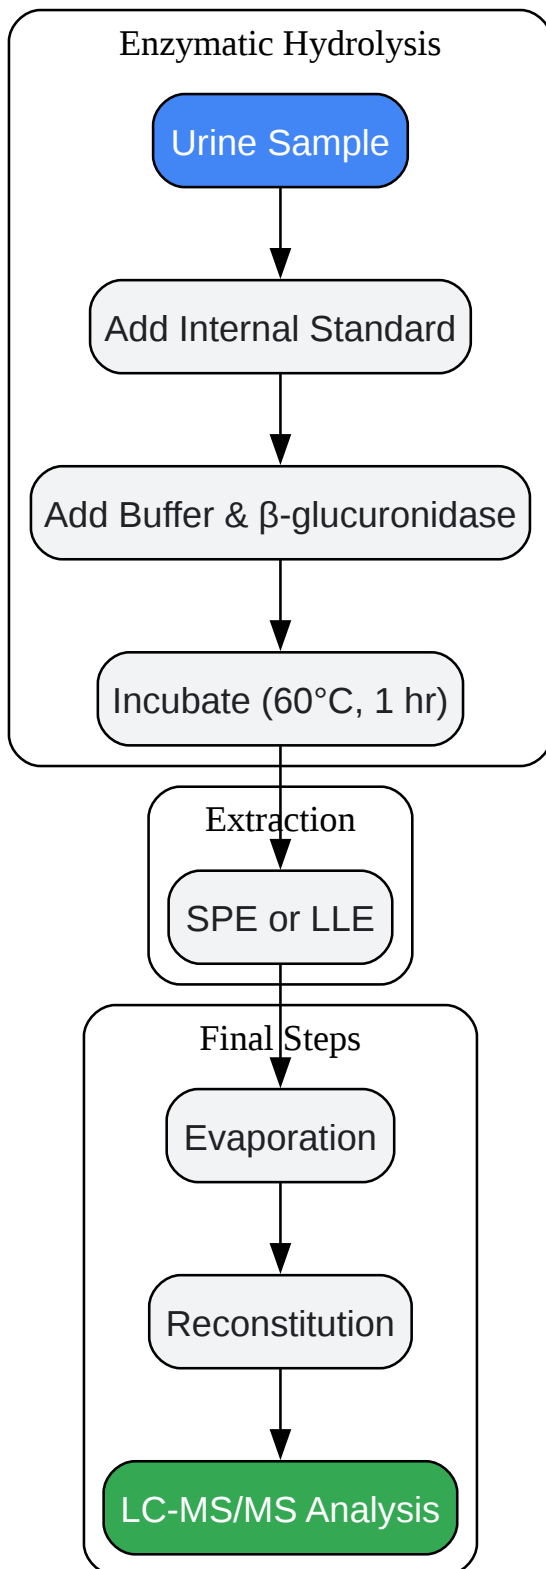 Enzymatic Hydrolysis
Urine Sample
Add Internal Standard
Add Buffer & β-glucuronidase
Incubate (60°C, 1 hr)
Extraction
SPE or LLE
Final Steps
Evaporation
Reconstitution
LC-MS/MS Analysis